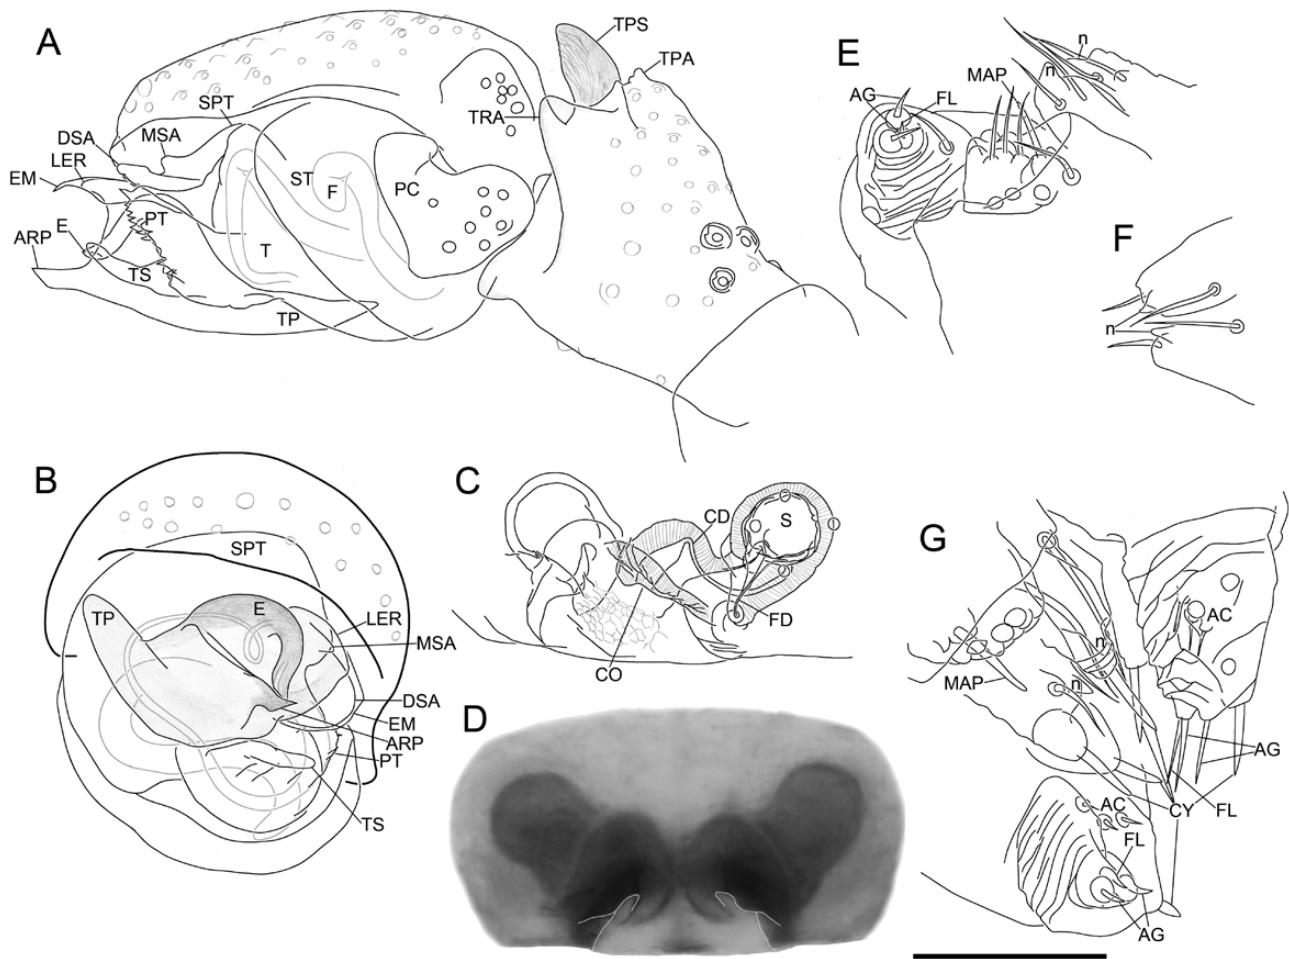 A
TPS
TPA
TRA
SPT
MSA
DSA
LER
EM
ARP
E
PT
TS
T
ST
F
PC
TP
B
SPT
TP
E
LER
MSA
DSA
EM
ARP
PT
TS
C
CD
S
FD
CO
D
E
n
n
MAP
AG
FL
F
n
G
n
n
MAP
AC
AG
CY
FL
AC
FL
AG